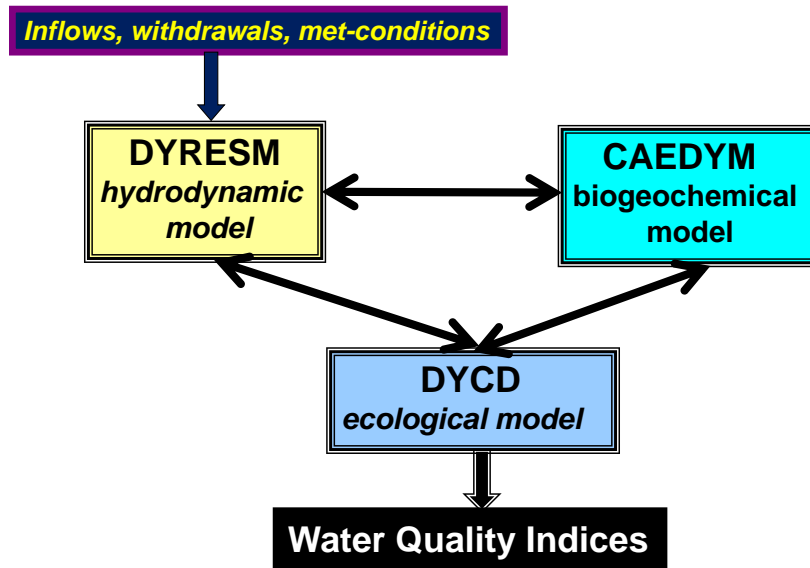 Inflows, withdrawals, met-conditions
DYRESM
hydrodynamic
model
CAEDYM
biogeochemical
model
DYCD
ecological model
Water Quality Indices